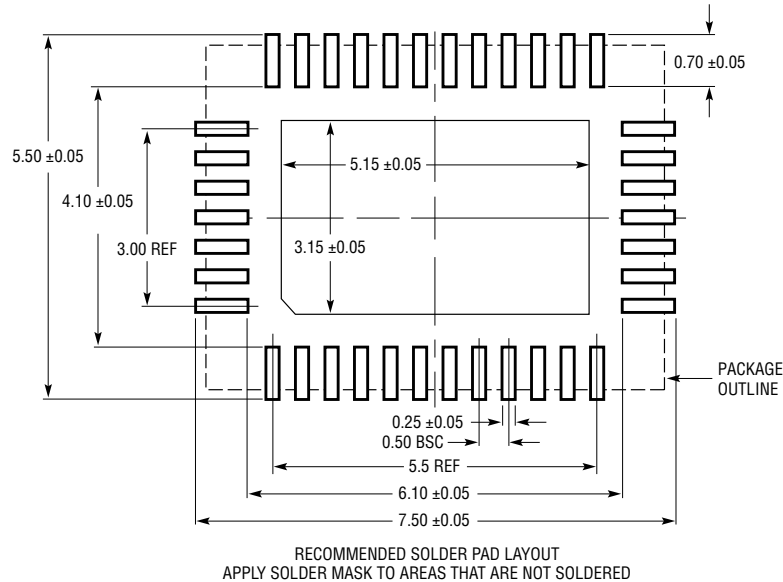 0.70 ±0.05
5.50 ±0.05
4.10 ±0.05
3.00 REF
5.15 ±0.05
3.15 ±0.05
PACKAGE
OUTLINE
0.25 ±0.05
0.50 BSC
5.5 REF
6.10 ±0.05
7.50 ±0.05
RECOMMENDED SOLDER PAD LAYOUT
APPLY SOLDER MASK TO AREAS THAT ARE NOT SOLDERED